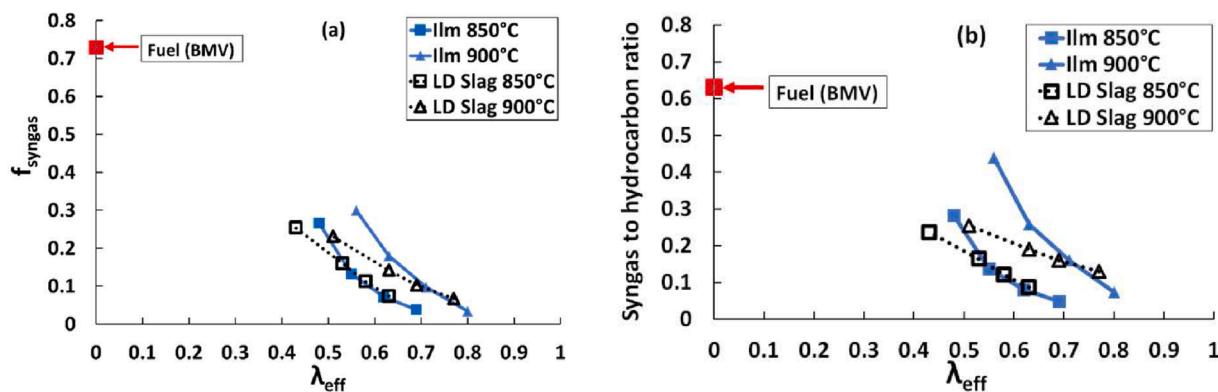 0.8
0.7
0.6
0.5
0.4
0.3
0.2
0.1
0
f_syngas
Fuel (BMV)
(a)
Ilm 850°C
Ilm 900°C
LD Slag 850°C
LD Slag 900°C
0 0.1 0.2 0.3 0.4 0.5 0.6 0.7 0.8 0.9 1
λeff
0.8
0.7
0.6
0.5
0.4
0.3
0.2
0.1
0
Syngas to hydrocarbon ratio
Fuel (BMV)
(b)
Ilm 850°C
Ilm 900°C
LD Slag 850°C
LD Slag 900°C
0 0.1 0.2 0.3 0.4 0.5 0.6 0.7 0.8 0.9 1
λeff